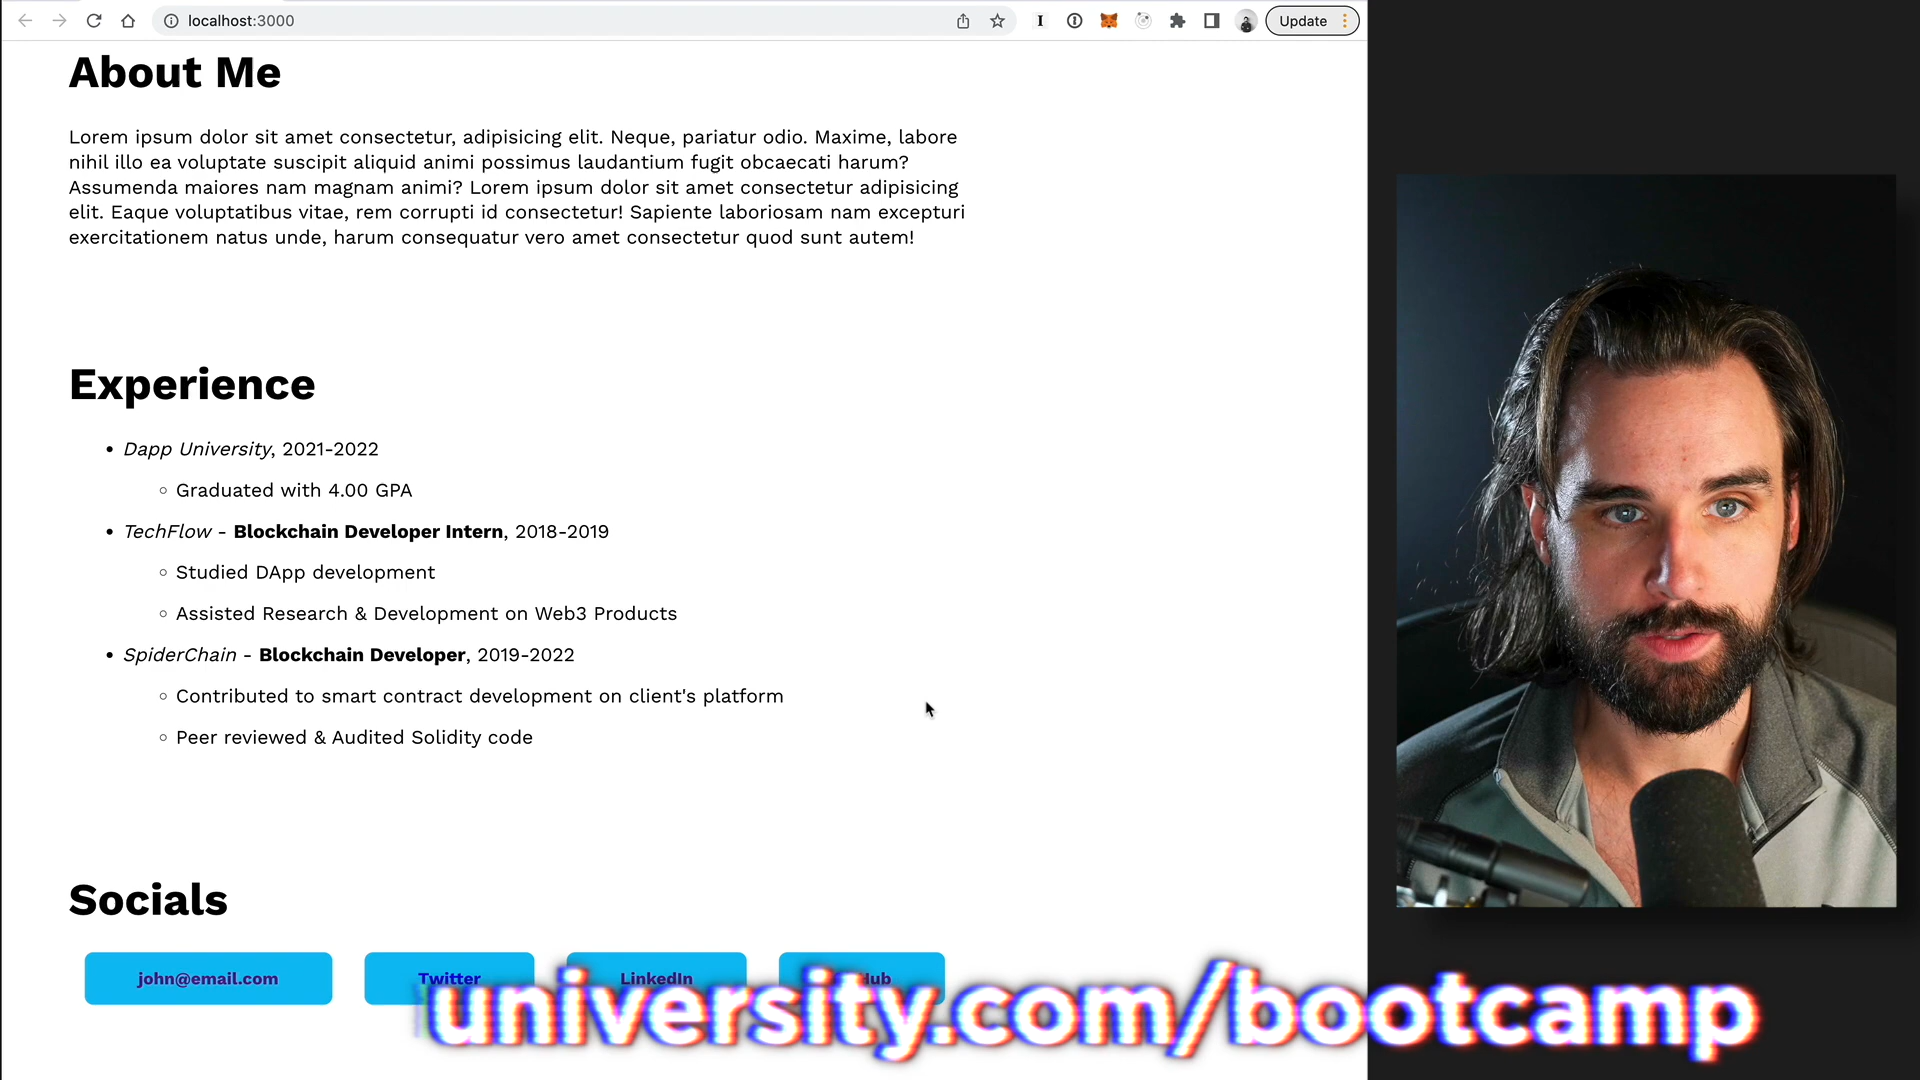 localhost:3000
Update
About Me
Lorem ipsum dolor sit amet consectetur, adipisicing elit. Neque, pariatur odio. Maxime, labore
nihil illo ea voluptate suscipit aliquid animi possimus laudantium fugit obcaecati harum?
Assumenda maiores nam magnam animi? Lorem ipsum dolor sit amet consectetur adipisicing
elit. Eaque voluptatibus vitae, rem corrupti id consectetur! Sapiente laboriosam nam excepturi
exercitationem natus unde, harum consequatur vero amet consectetur quod sunt autem!
Experience
Dapp University, 2021-2022
Graduated with 4.00 GPA
TechFlow - Blockchain Developer Intern, 2018-2019
Studied DApp development
Assisted Research & Development on Web3 Products
SpiderChain - Blockchain Developer, 2019-2022
Contributed to smart contract development on client's platform
Peer reviewed & Audited Solidity code
Socials
john@email.com Twitter LinkedIn
university.com/bootcamp